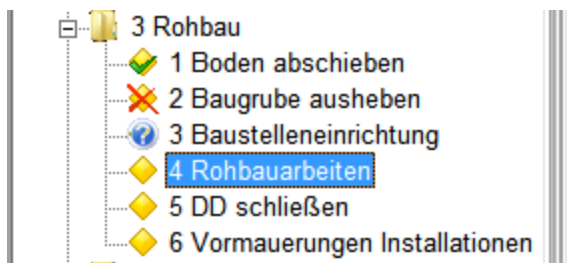 3 Rohbau
1 Boden abschieben
2 Baugrube ausheben
3 Baustelleneinrichtung
4 Rohbauarbeiten
5 DD schließen
6 Vormauerungen Installationen